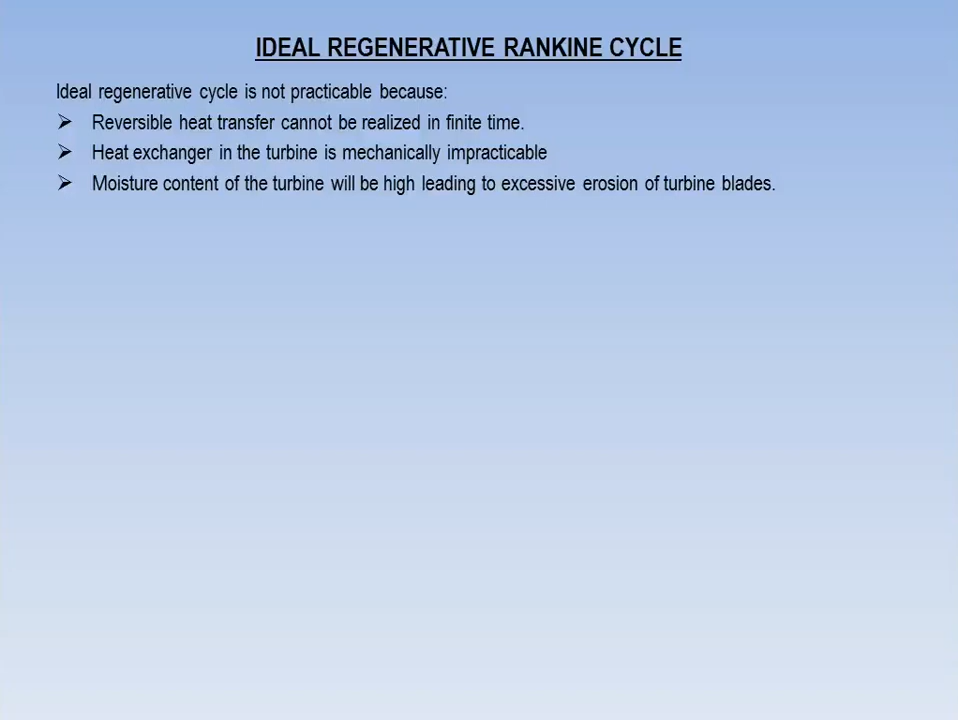 IDEAL REGENERATIVE RANKINE CYCLE
Ideal regenerative cycle is not practicable because:
➢ Reversible heat transfer cannot be realized in finite time.
➢ Heat exchanger in the turbine is mechanically impracticable
➢ Moisture content of the turbine will be high leading to excessive erosion of turbine blades.